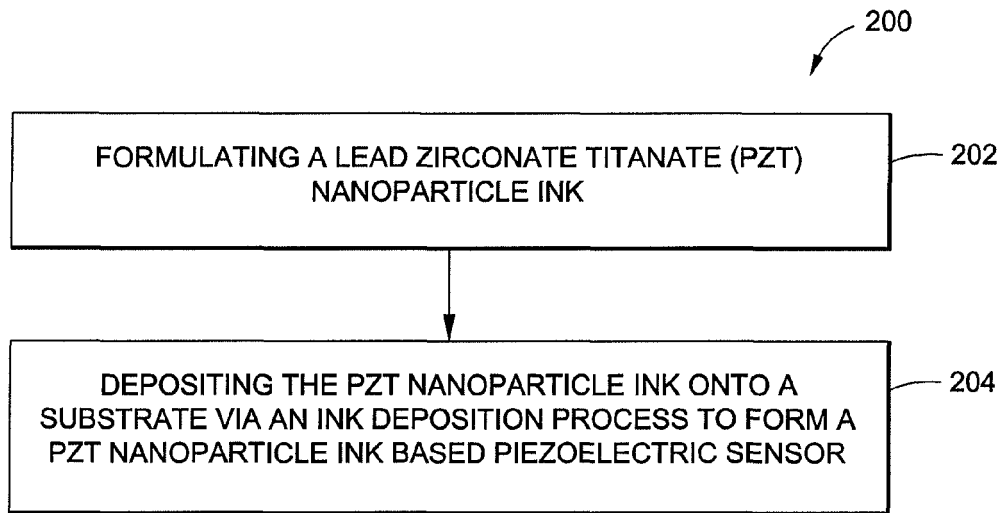 200
FORMULATING A LEAD ZIRCONATE TITANATE (PZT)
NANOPARTICLE INK
202
DEPOSITING THE PZT NANOPARTICLE INK ONTO A
SUBSTRATE VIA AN INK DEPOSITION PROCESS TO FORM A
PZT NANOPARTICLE INK BASED PIEZOELECTRIC SENSOR
204